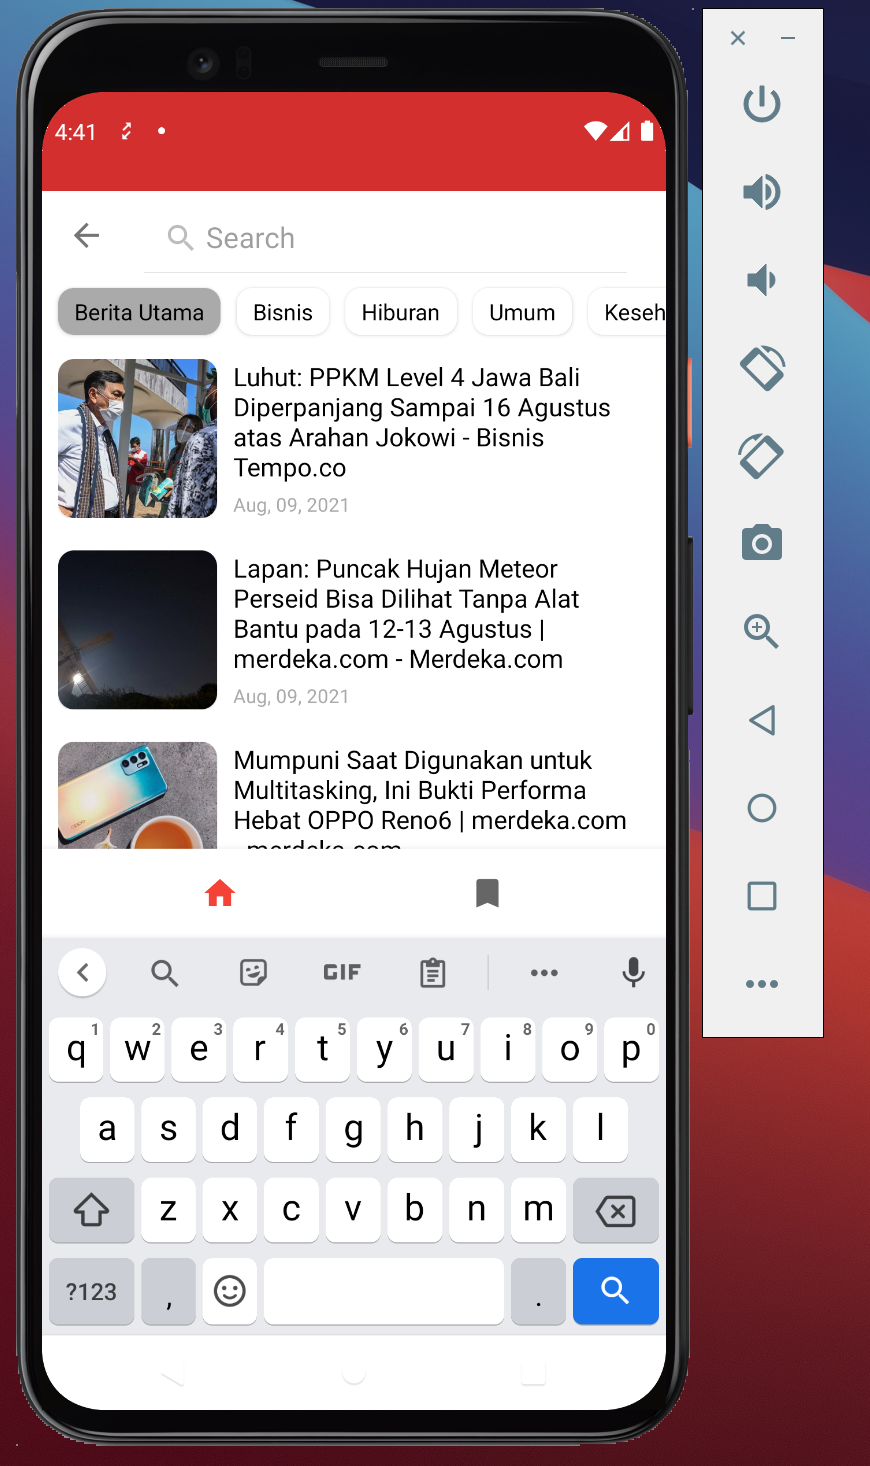 4:41
Search
Berita Utama Bisnis Hiburan Umum Keseh
Luhut: PPKM Level 4 Jawa Bali
Diperpanjang Sampai 16 Agustus
atas Arahan Jokowi - Bisnis
Tempo.co
Aug, 09, 2021
Lapan: Puncak Hujan Meteor
Perseid Bisa Dilihat Tanpa Alat
Bantu pada 12-13 Agustus |
merdeka.com - Merdeka.com
Aug, 09, 2021
Mumpuni Saat Digunakan untuk
Multitasking, Ini Bukti Performa
Hebat OPPO Reno6 | merdeka.com
- merdeka.com
GIF
1 2 3 4 5 6 7 8 9 0
q w e r t y u i o p
a s d f g h j k l
z x c v b n m
?123 , .